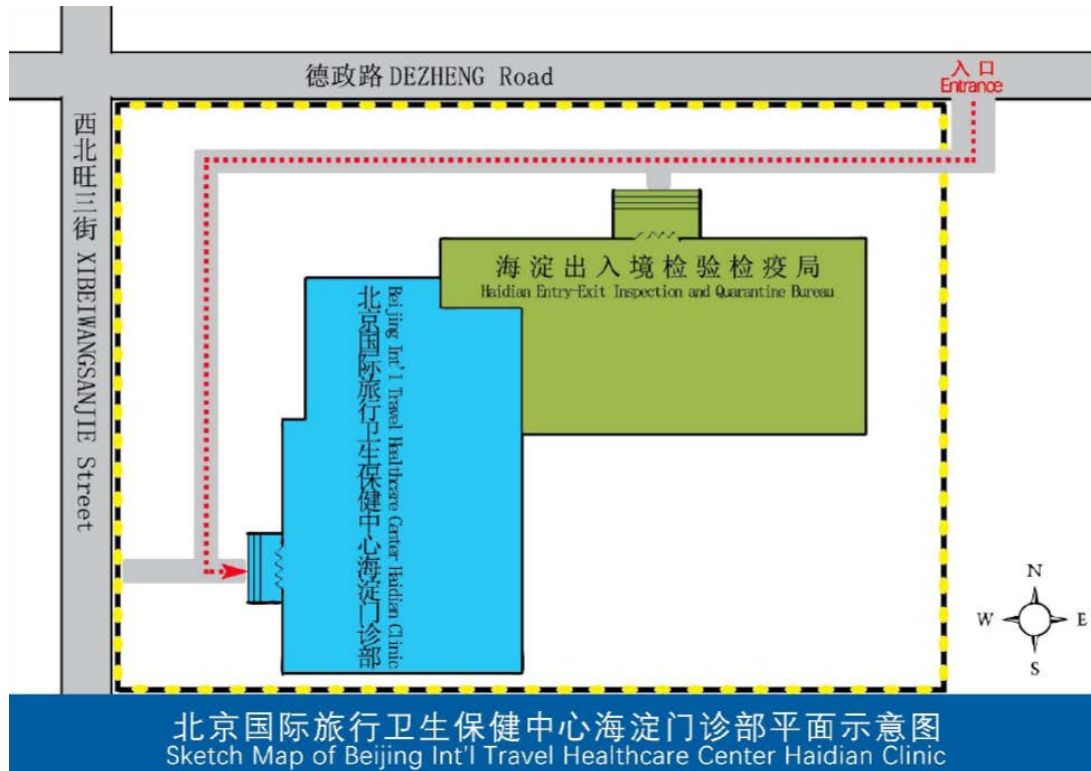 德政路 DEZHENG Road
入口
Entrance
西北旺三街 XIBEIWANGSANJIE Street
海淀出入境检验检疫局
Haidian Entry-Exit Inspection and Quarantine Bureau
Beijing Int'l Travel Healthcare Center Haidian Clinic
北京国际旅行卫生保健中心海淀门诊部
N
W
E
S
北京国际旅行卫生保健中心海淀门诊部平面示意图
Sketch Map of Beijing Int'l Travel Healthcare Center Haidian Clinic